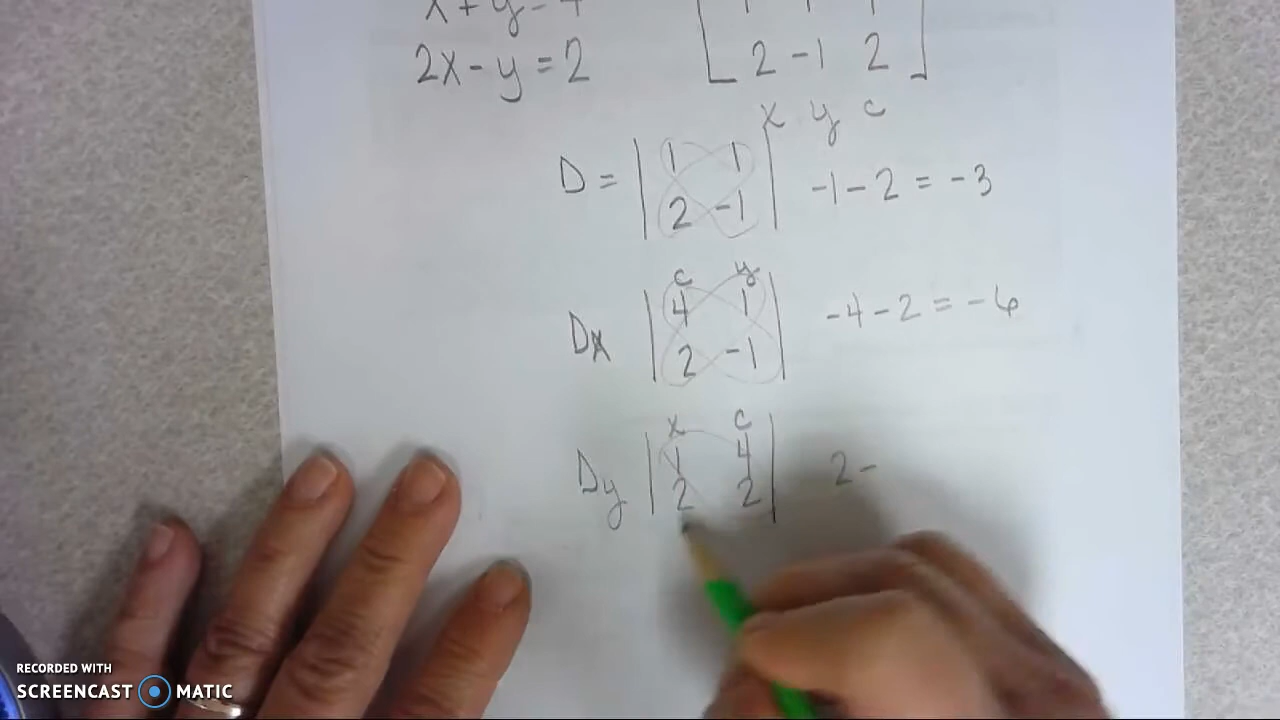 x + y = 4
2x - y = 2
2 -1 2
x y c
D = | 1 1 |
| 2 -1 | -1 - 2 = -3
c y
Dx | 4 1 |
| 2 -1 | -4 - 2 = -6
x c
Dy | 1 4 |
| 2 2 | 2 -
RECORDED WITH
SCREENCAST MATIC